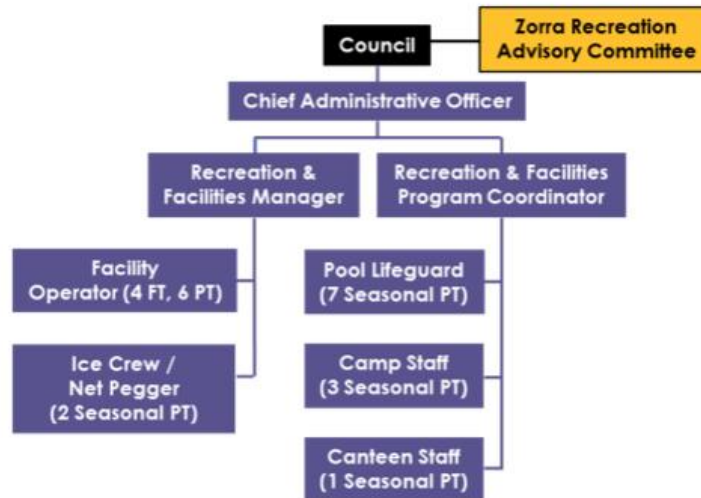 Zorra Recreation
Advisory Committee
Council
Chief Administrative Officer
Recreation &
Facilities Manager
Recreation & Facilities
Program Coordinator
Facility
Operator (4 FT, 6 PT)
Pool Lifeguard
(7 Seasonal PT)
Ice Crew /
Net Pegger
(2 Seasonal PT)
Camp Staff
(3 Seasonal PT)
Canteen Staff
(1 Seasonal PT)